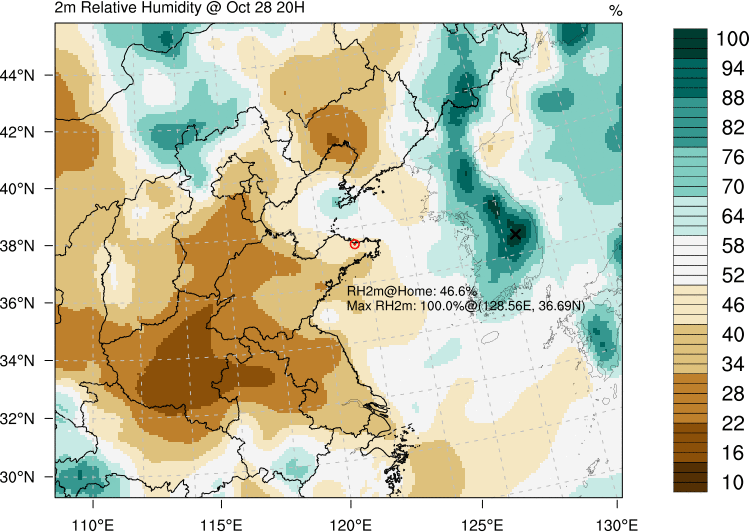 2m Relative Humidity @ Oct 28 20H
%
44°N
42°N
40°N
38°N
36°N
34°N
32°N
30°N
RH2m@Home: 46.6%
Max RH2m: 100.0%@(128.56E, 36.69N)
110°E
115°E
120°E
125°E
130°E
100
94
88
82
76
70
64
58
52
46
40
34
28
22
16
10